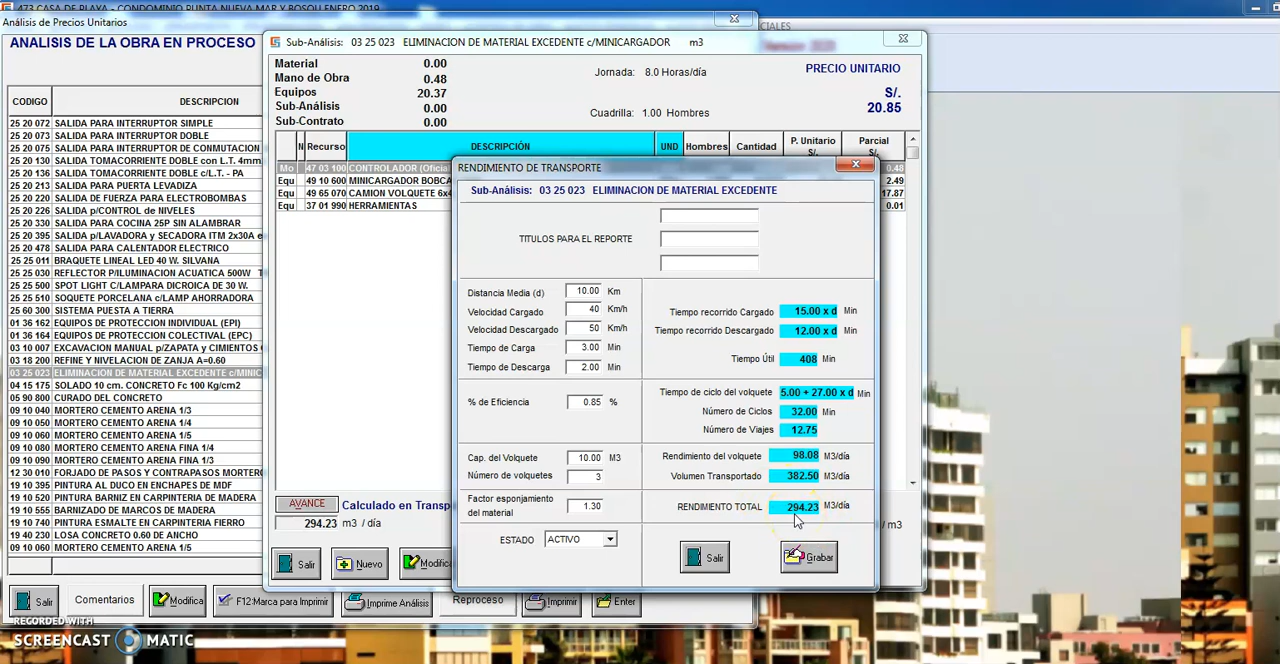 473 CASA DE PLAYA - CONDOMINIO PUNTA NUEVA MAR Y BOSQU ENERO 2019
Análisis de Precios Unitarios
CIALES
ANALISIS DE LA OBRA EN PROCESO
CODIGO DESCRIPCION
25 20 072 SALIDA PARA INTERRUPTOR SIMPLE
25 20 073 SALIDA PARA INTERRUPTOR DOBLE
25 20 075 SALIDA PARA INTERRUPTOR DE CONMUTACION
25 20 130 SALIDA TOMACORRIENTE DOBLE con L.T. 4mm
25 20 160 SALIDA TOMACORRIENTE DOBLE c/L.T. - PA
25 20 213 SALIDA PARA PUERTA LEVADIZA
25 20 220 SALIDA DE FUERZA PARA ELECTROBOMBAS
25 20 226 SALIDA p/CONTROL de NIVELES
25 20 330 SALIDA PARA COCINA 25P SIN ALAMBRAR
25 20 395 SALIDA p/LAVADORA y SECADORA ITM 2x30A e
25 20 478 SALIDA PARA CALENTADOR ELECTRICO
25 25 011 BRAQUETE LINEAL LED 40 W. SILVANA
25 25 030 REFLECTOR P/ILUMINACION ACUATICA 500W T
25 25 500 SPOT LIGHT C/LAMPARA DICROICA DE 30 W.
25 25 510 SOQUETE PORCELANA c/LAMP AHORRADORA
25 60 300 SISTEMA PUESTA A TIERRA
01 36 162 EQUIPOS DE PROTECCION INDIVIDUAL (EPI)
01 36 164 EQUIPOS DE PROTECCION COLECTIVAL (EPC)
03 10 007 EXCAVACION MANUAL p/ZAPATA y CIMIENTOS C
03 18 200 REFINE Y NIVELACION DE ZANJA A=0.60
03 25 023 ELIMINACION DE MATERIAL EXCEDENTE c/MINIC
04 15 175 SOLADO 10 cm. CONCRETO Fc 100 Kg/cm2
05 90 800 CURADO DEL CONCRETO
09 10 040 MORTERO CEMENTO ARENA 1/3
09 10 050 MORTERO CEMENTO ARENA 1/4
09 10 060 MORTERO CEMENTO ARENA 1/5
09 10 080 MORTERO CEMENTO ARENA FINA 1/4
09 10 100 MORTERO CEMENTO ARENA FINA 1/3
12 30 010 FORJADO DE PASOS Y CONTRAPASOS MORTERO
19 10 395 PINTURA AL DUCO EN ENCHAPES DE MDF
19 10 520 PINTURA BARNIZ EN CARPINTERIA DE MADERA
19 10 555 BARNIZADO DE MARCOS DE MADERA
19 10 740 PINTURA ESMALTE EN CARPINTERIA FIERRO
19 40 230 LOSA CONCRETO 0.60 DE ANCHO
09 10 060 MORTERO CEMENTO ARENA 1/5
Salir Comentarios Modifica F12:Marca para Imprimir Imprime Análisis Reproceso Imprimir Enter
Sub-Análisis: 03 25 023 ELIMINACION DE MATERIAL EXCEDENTE c/MINICARGADOR m3
Material 0.00
Mano de Obra 0.48
Equipos 20.37
Sub-Análisis 0.00
Sub-Contrato 0.00
Jornada: 8.0 Horas/día
Cuadrilla: 1.00 Hombres
PRECIO UNITARIO
S/.
20.85
N Recurso DESCRIPCIÓN UND Hombres Cantidad P. Unitario S/. Parcial S/.
Mo 47 03 100 CONTROLADOR (Oficia 0.48
Equ 49 10 600 MINICARGADOR BOBCA 2.49
Equ 49 65 070 CAMION VOLQUETE 6x4 17.87
Equ 37 01 990 HERRAMIENTAS 0.01
AVANCE Calculado en Transp
294.23 m3 / día / m3
Salir Nuevo Modifica
RENDIMIENTO DE TRANSPORTE
Sub-Análisis: 03 25 023 ELIMINACION DE MATERIAL EXCEDENTE
TITULOS PARA EL REPORTE
Distancia Media (d) 10.00 Km
Velocidad Cargado 40 Km/h
Velocidad Descargado 50 Km/h
Tiempo de Carga 3.00 Min
Tiempo de Descarga 2.00 Min
% de Eficiencia 0.85 %
Cap. del Volquete 10.00 M3
Número de volquetes 3
Factor esponjamiento
del material 1.30
ESTADO ACTIVO
Tiempo recorrido Cargado 15.00 x d Min
Tiempo recorrido Descargado 12.00 x d Min
Tiempo Útil 408 Min
Tiempo de ciclo del volquete 5.00 + 27.00 x d Min
Número de Ciclos 32.00 Min
Número de Viajes 12.75
Rendimiento del volquete 98.08 M3/día
Volumen Transportado 382.50 M3/día
RENDIMIENTO TOTAL 294.23 M3/día
Salir Grabar
RECORDED WITH
SCREENCAST MATIC